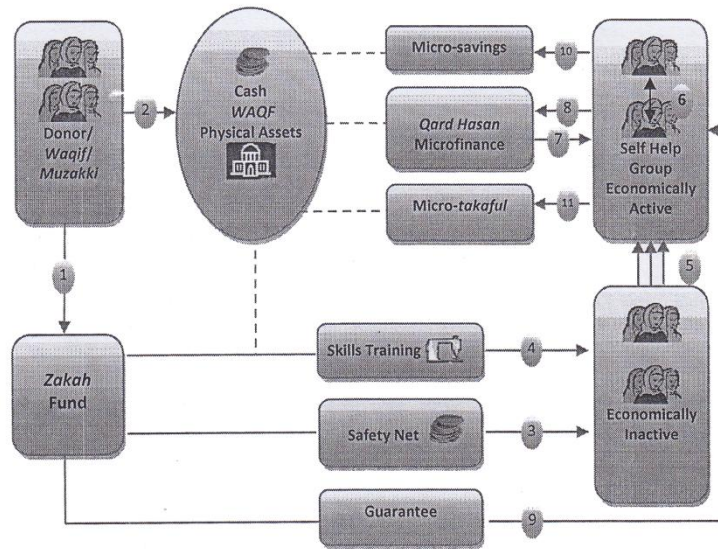 Donor/
Waqif/
Muzakki
2
Cash
WAQF
Physical Assets
Micro-savings
10
Qard Hasan
Microfinance
8
7
Micro-takaful
11
6
Self Help
Group
Economically
Active
1
5
Zakah
Fund
Skills Training
4
Safety Net
3
Economically
Inactive
Guarantee
9